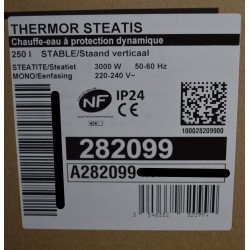 THERMOR STEATIS
Chauffe-eau à protection dynamique
250 l STABLE/Staand verticaal
STEATITE/Steatiet 3000 W 50-60 Hz
MONO/Eenfasing 220-240 V~
NF IP24
CE
100028209900
282099
A282099